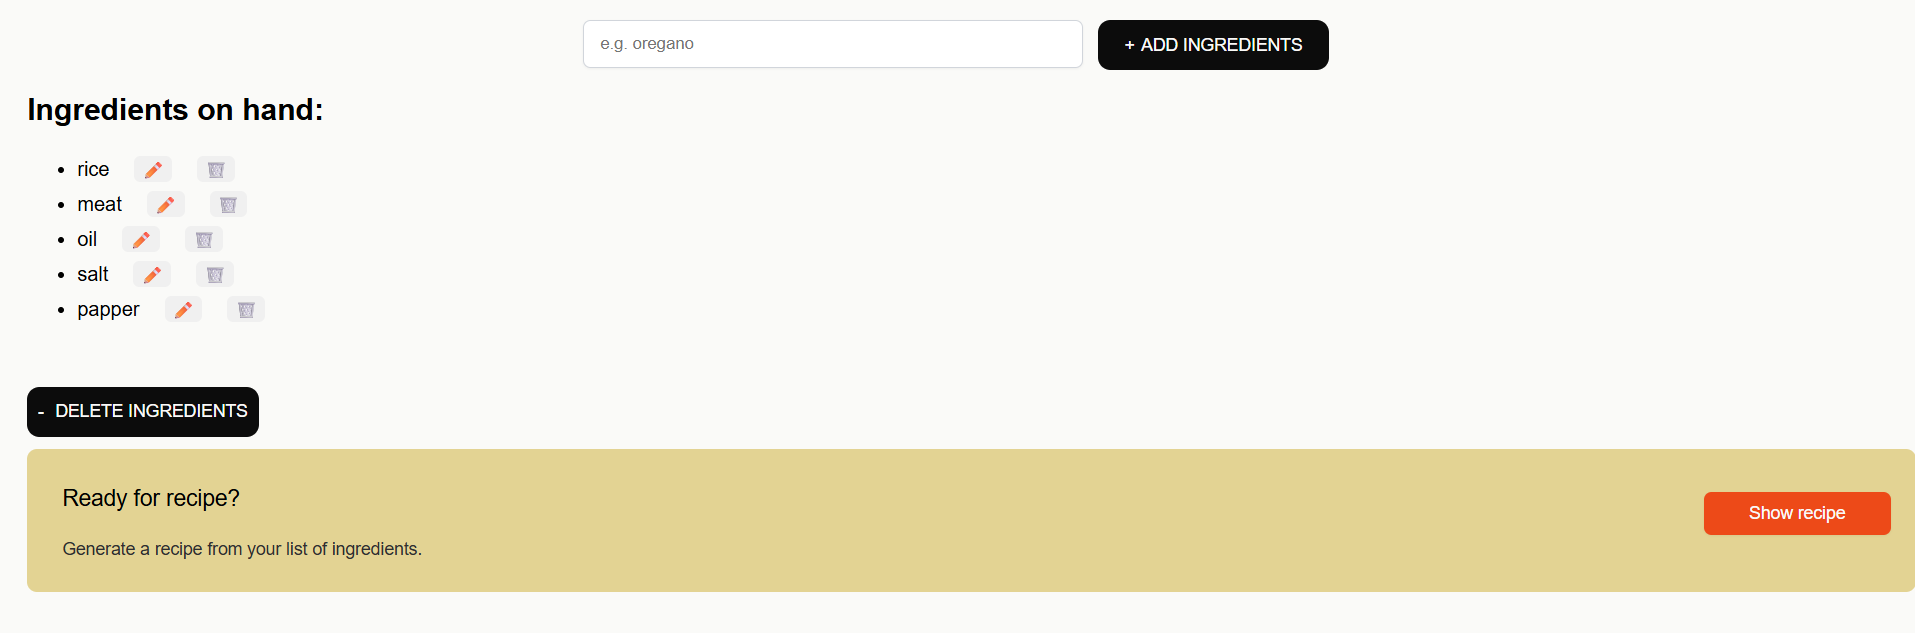 e.g. oregano
+ ADD INGREDIENTS
Ingredients on hand:
rice
meat
oil
salt
papper
- DELETE INGREDIENTS
Ready for recipe?
Show recipe
Generate a recipe from your list of ingredients.